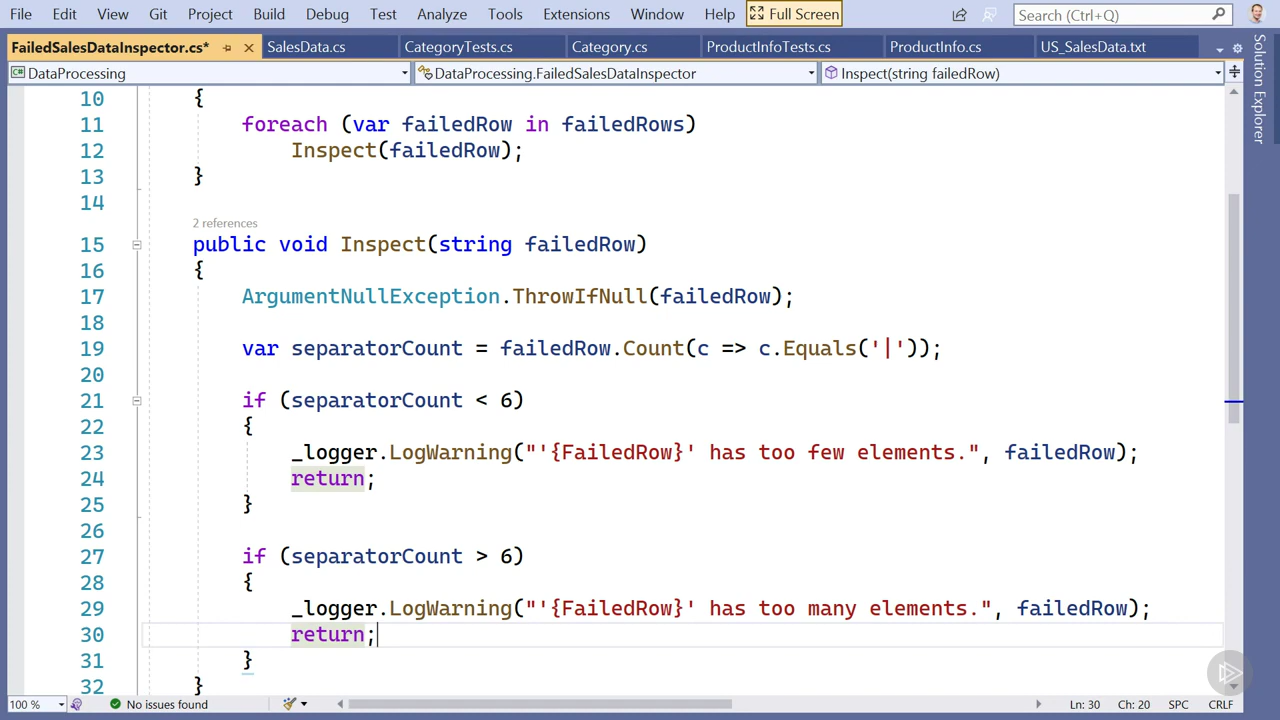 File Edit View Git Project Build Debug Test Analyze Tools Extensions Window Help Full Screen Search (Ctrl+Q)
FailedSalesDataInspector.cs* SalesData.cs CategoryTests.cs Category.cs ProductInfoTests.cs ProductInfo.cs US_SalesData.txt
C# DataProcessing DataProcessing.FailedSalesDataInspector Inspect(string failedRow)
Solution Explorer
10 {
11 foreach (var failedRow in failedRows)
12 Inspect(failedRow);
13 }
14
2 references
15 public void Inspect(string failedRow)
16 {
17 ArgumentNullException.ThrowIfNull(failedRow);
18
19 var separatorCount = failedRow.Count(c => c.Equals('|'));
20
21 if (separatorCount < 6)
22 {
23 _logger.LogWarning("'{FailedRow}' has too few elements.", failedRow);
24 return;
25 }
26
27 if (separatorCount > 6)
28 {
29 _logger.LogWarning("'{FailedRow}' has too many elements.", failedRow);
30 return;
31 }
32 }
100 % No issues found Ln: 30 Ch: 20 SPC CRLF